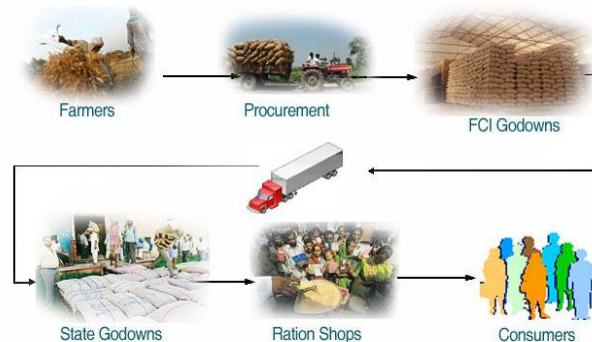 Farmers
Procurement
FCI Godowns
State Godowns
Ration Shops
Consumers